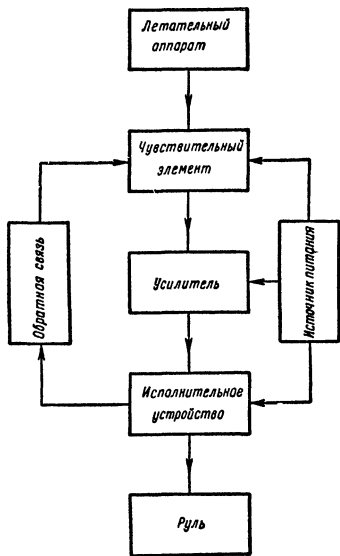 Летательный
аппарат
Чувствительный
элемент
Обратная связь
Источник питания
Усилитель
Исполнительное
устройство
Руль